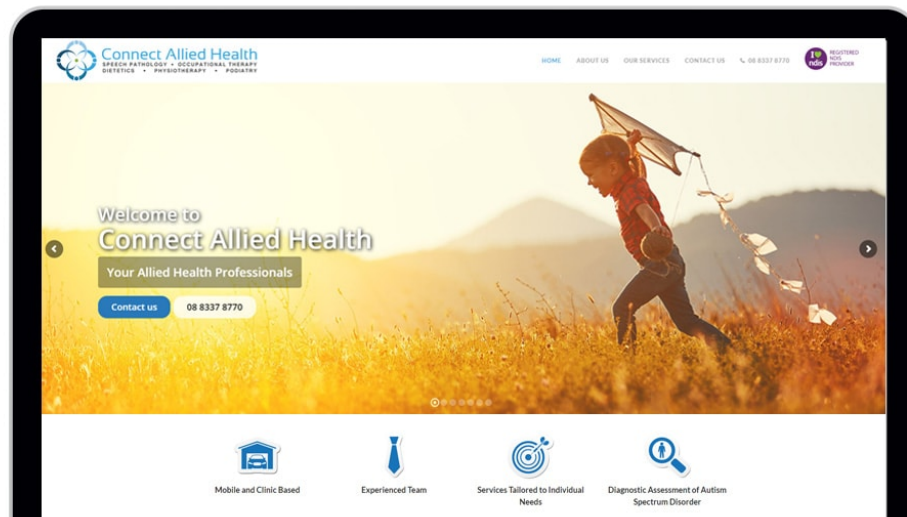 Connect Allied Health
SPEECH PATHOLOGY • OCCUPATIONAL THERAPY
DIETETICS • PHYSIOTHERAPY • PODIATRY
HOME ABOUT US OUR SERVICES CONTACT US 08 8337 8770
I
ndis
REGISTERED
NDIS
PROVIDER
Welcome to
Connect Allied Health
Your Allied Health Professionals
Contact us 08 8337 8770
Mobile and Clinic Based
Experienced Team
Services Tailored to Individual
Needs
Diagnostic Assessment of Autism
Spectrum Disorder